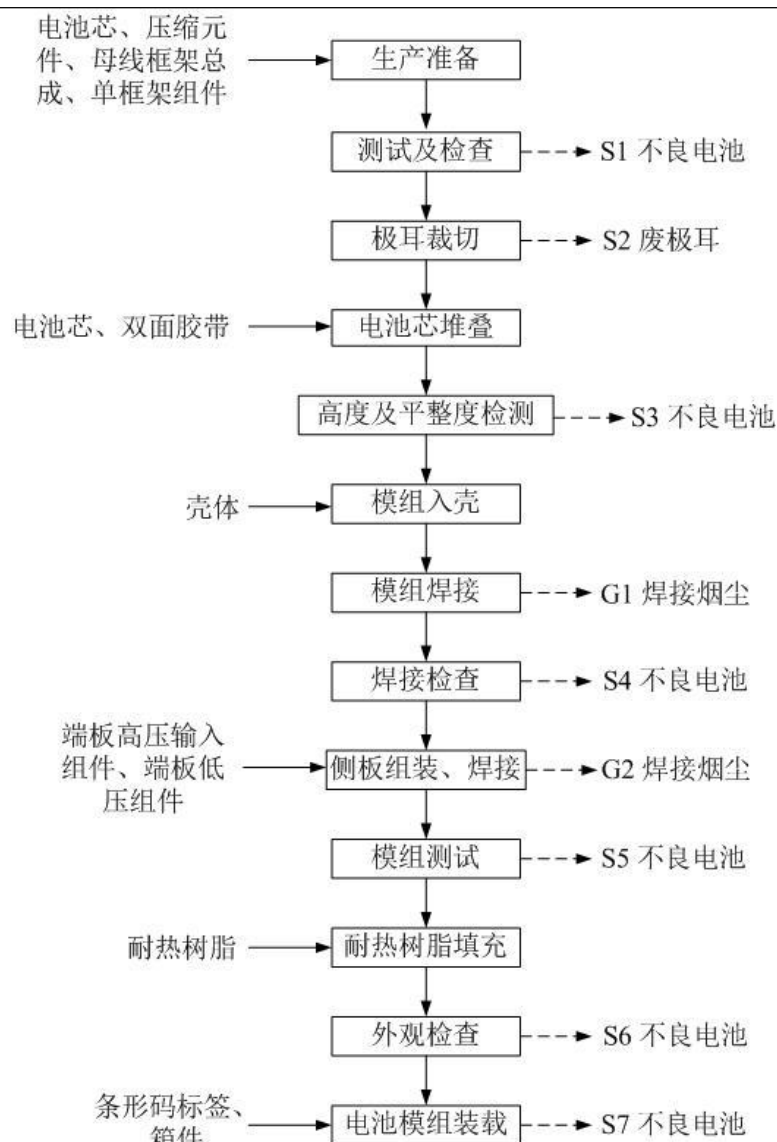 电池芯、压缩元
件、母线框架总
成、单框架组件
生产准备
测试及检查
S1 不良电池
极耳裁切
S2 废极耳
电池芯、双面胶带
电池芯堆叠
高度及平整度检测
S3 不良电池
壳体
模组入壳
模组焊接
G1 焊接烟尘
焊接检查
S4 不良电池
端板高压输入
组件、端板低
压组件
侧板组装、焊接
G2 焊接烟尘
模组测试
S5 不良电池
耐热树脂
耐热树脂填充
外观检查
S6 不良电池
条形码标签、
箱件
电池模组装载
S7 不良电池